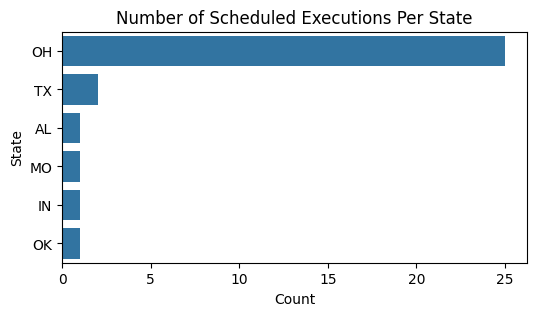 Number of Scheduled Executions Per State
OH
TX
AL
MO
IN
OK
State
0 5 10 15 20 25
Count